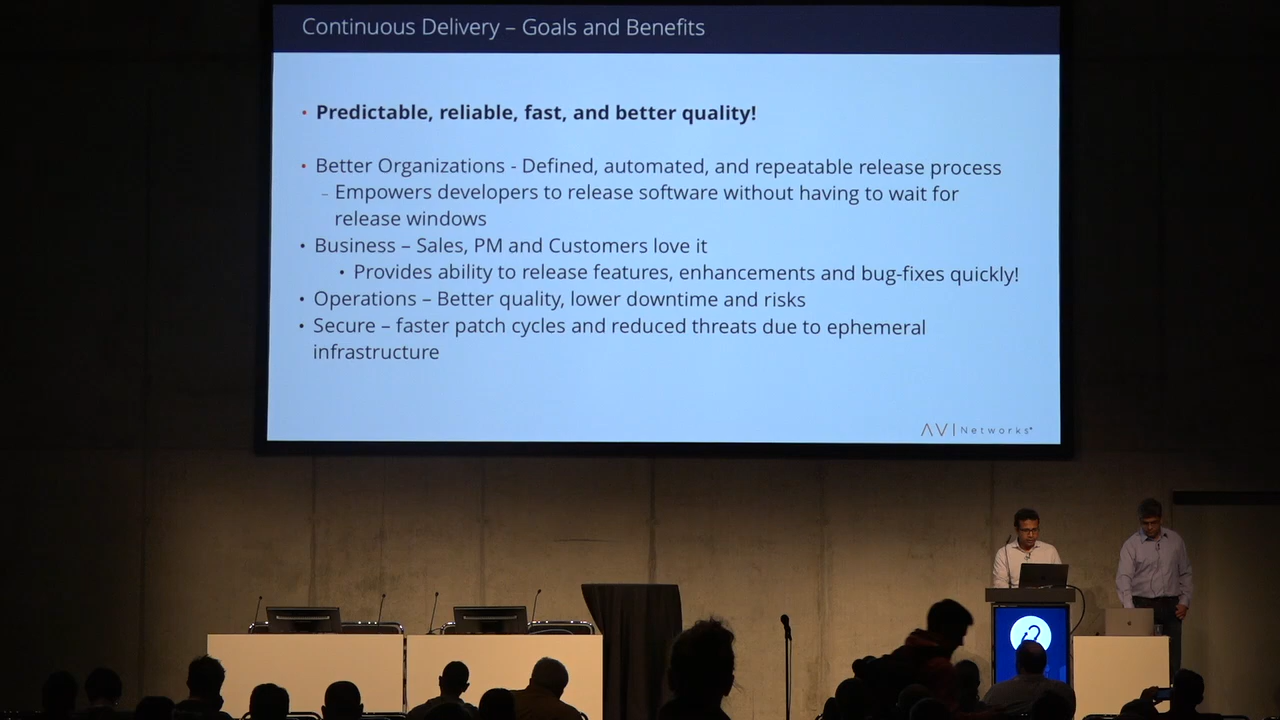 Continuous Delivery – Goals and Benefits
• Predictable, reliable, fast, and better quality!
• Better Organizations - Defined, automated, and repeatable release process
– Empowers developers to release software without having to wait for
release windows
• Business – Sales, PM and Customers love it
• Provides ability to release features, enhancements and bug-fixes quickly!
• Operations – Better quality, lower downtime and risks
• Secure – faster patch cycles and reduced threats due to ephemeral
infrastructure
AVI Networks